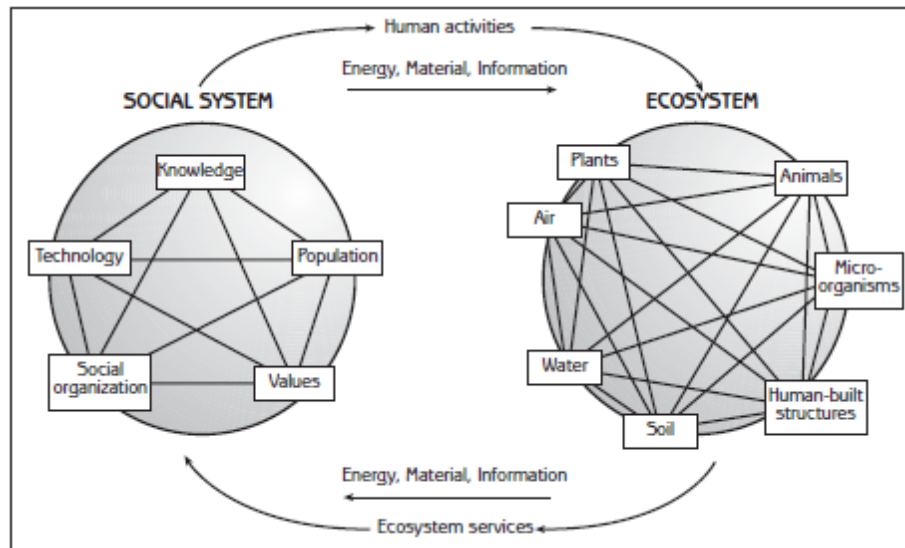 Human activities
Energy, Material, Information
SOCIAL SYSTEM
ECOSYSTEM
Knowledge
Technology
Population
Social
organization
Values
Plants
Animals
Air
Micro-
organisms
Water
Human-built
structures
Soil
Energy, Material, Information
Ecosystem services